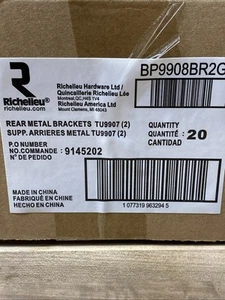 BP9908BR2G
R
Richelieu
Richelieu Hardware Ltd /
Quincaillerie Richelieu Ltée
Montreal, QC, H4S 1Y4
Richelieu America Ltd
Mount Clemens, MI 48043
REAR METAL BRACKETS TU9907 (2)
SUPP. ARRIERES METAL TU9907 (2)
P.O NUMBER
NO.COMMANDE : 9145202
N° DE PEDIDO
QUANTITY
QUANTITÉ : 20
CANTIDAD
MADE IN CHINA
FABRIQUÉ EN CHINE
HECHO EN CHINA
1 077319 963294 5